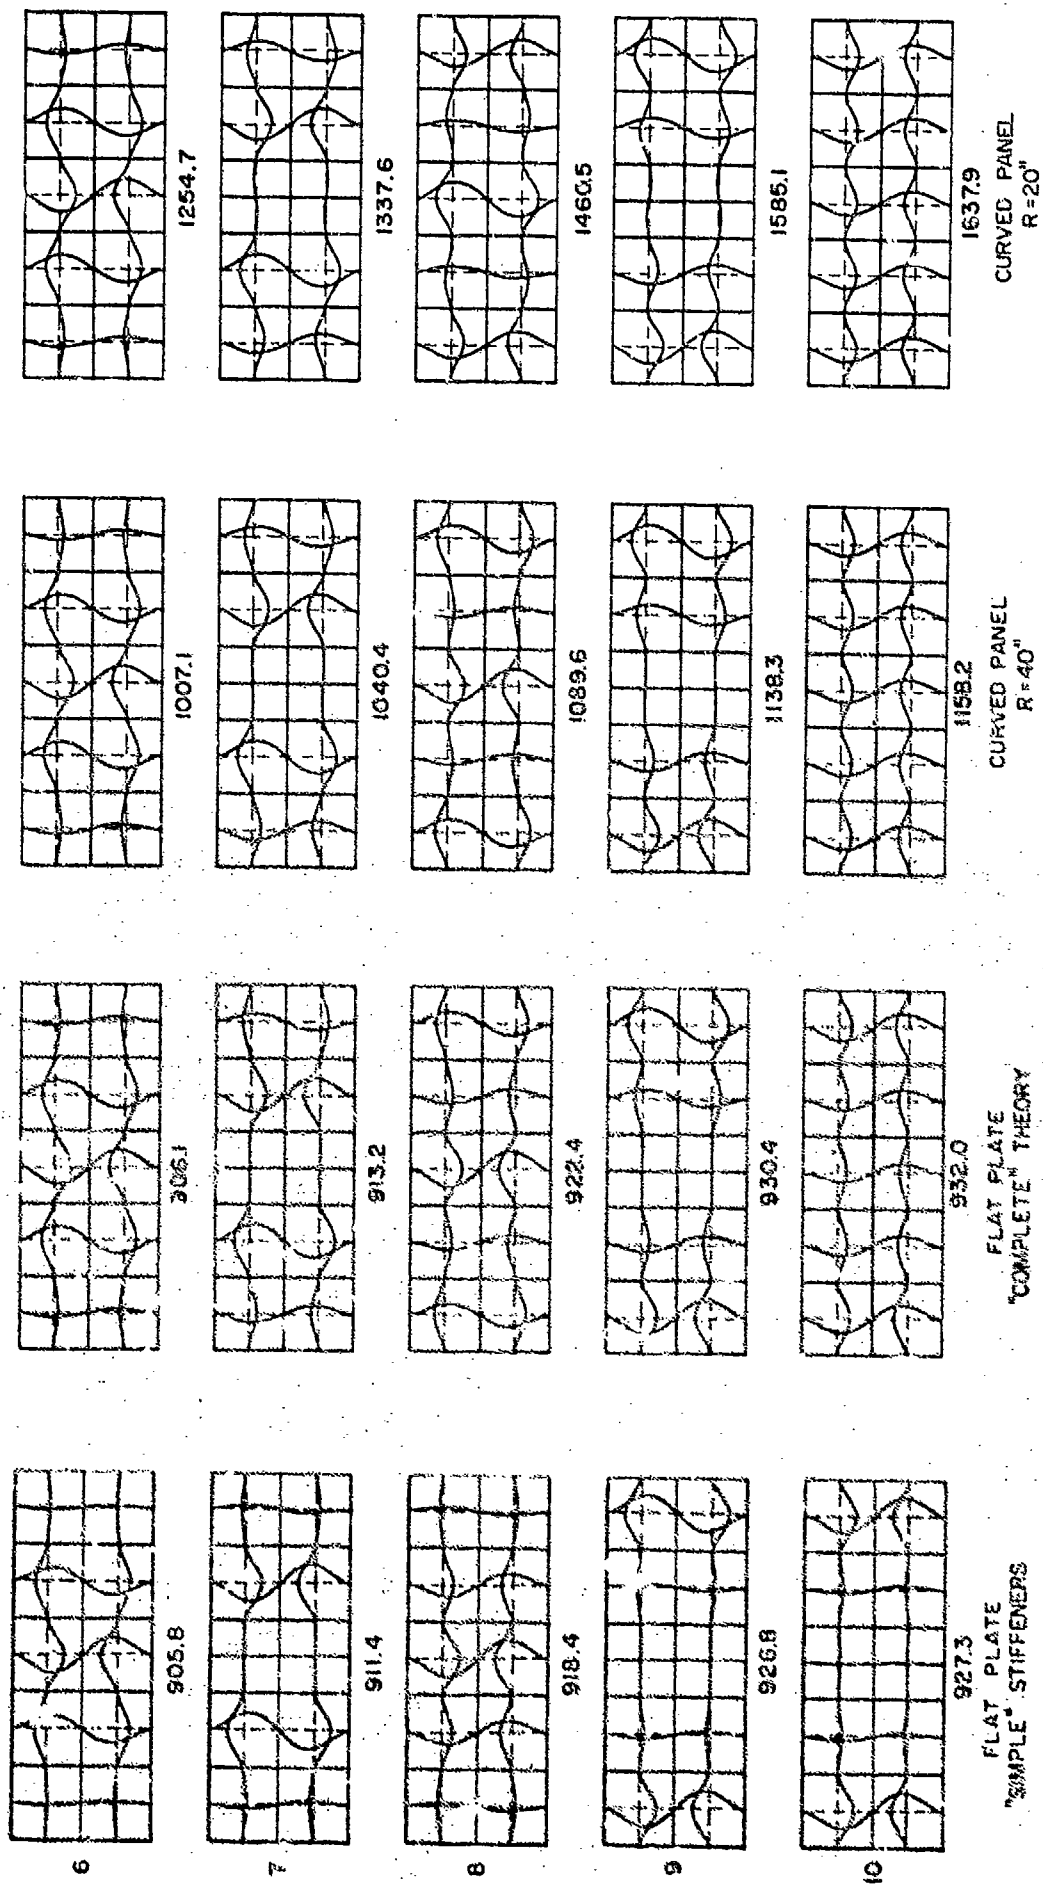 6
905.8 906.1 1007.1 1254.7
7
911.4 913.2 1040.4 1337.6
8
918.4 922.4 1089.6 1460.5
9
926.8 930.4 1138.3 1585.1
10
927.3 932.0 1158.2 1637.9
FLAT PLATE
"SIMPLE" STIFFENERS
FLAT PLATE
"COMPLETE" THEORY
CURVED PANEL
R=40"
CURVED PANEL
R=20"